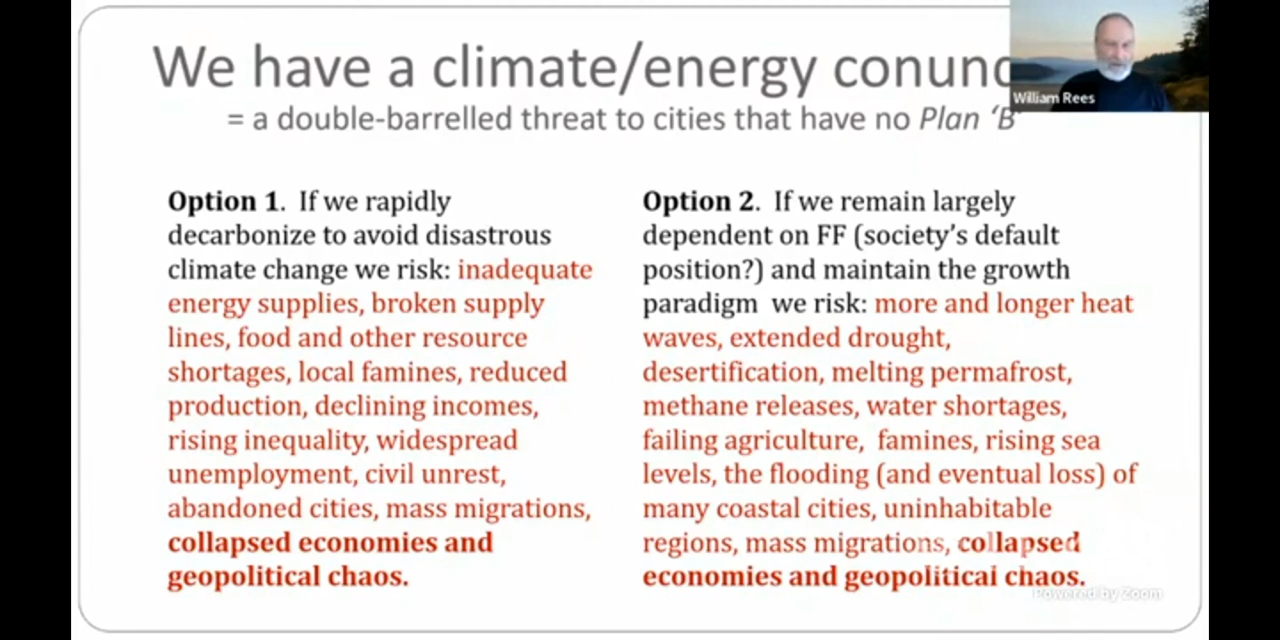 We have a climate/energy conun
= a double-barrelled threat to cities that have no Plan ‘B’
William Rees
Option 1. If we rapidly
decarbonize to avoid disastrous
climate change we risk: inadequate
energy supplies, broken supply
lines, food and other resource
shortages, local famines, reduced
production, declining incomes,
rising inequality, widespread
unemployment, civil unrest,
abandoned cities, mass migrations,
collapsed economies and
geopolitical chaos.
Option 2. If we remain largely
dependent on FF (society’s default
position?) and maintain the growth
paradigm we risk: more and longer heat
waves, extended drought,
desertification, melting permafrost,
methane releases, water shortages,
failing agriculture, famines, rising sea
levels, the flooding (and eventual loss) of
many coastal cities, uninhabitable
regions, mass migrations, collapsed
economies and geopolitical chaos.
Powered by Zoom